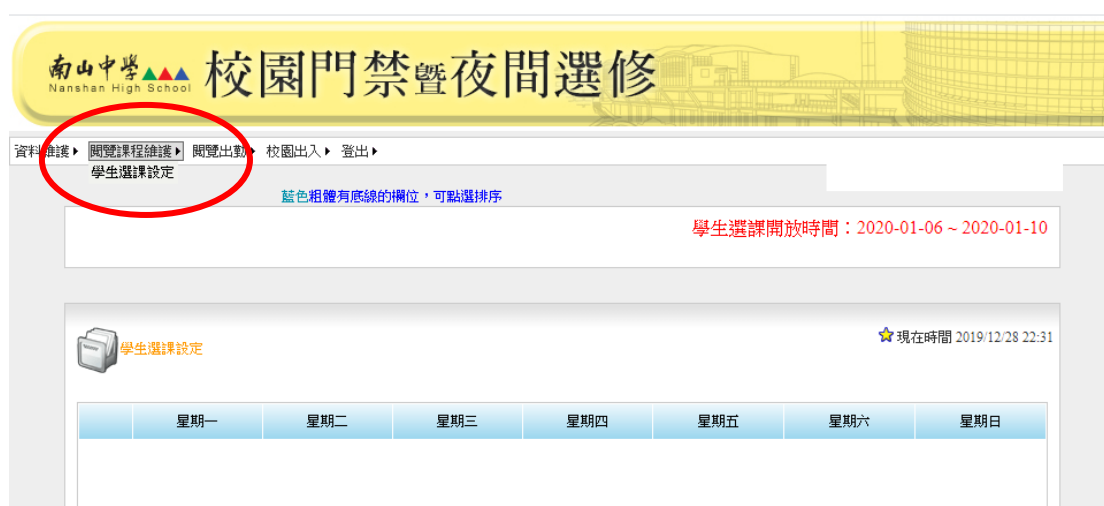 南山中學 校園門禁暨夜間選修
Nanshan High School
資料維護 閱覽課程維護 閱覽出勤 校園出入 登出
學生選課設定
藍色粗體有底線的欄位，可點選排序
學生選課開放時間：2020-01-06 ~ 2020-01-10
學生選課設定
現在時間 2019/12/28 22:31
星期一 星期二 星期三 星期四 星期五 星期六 星期日